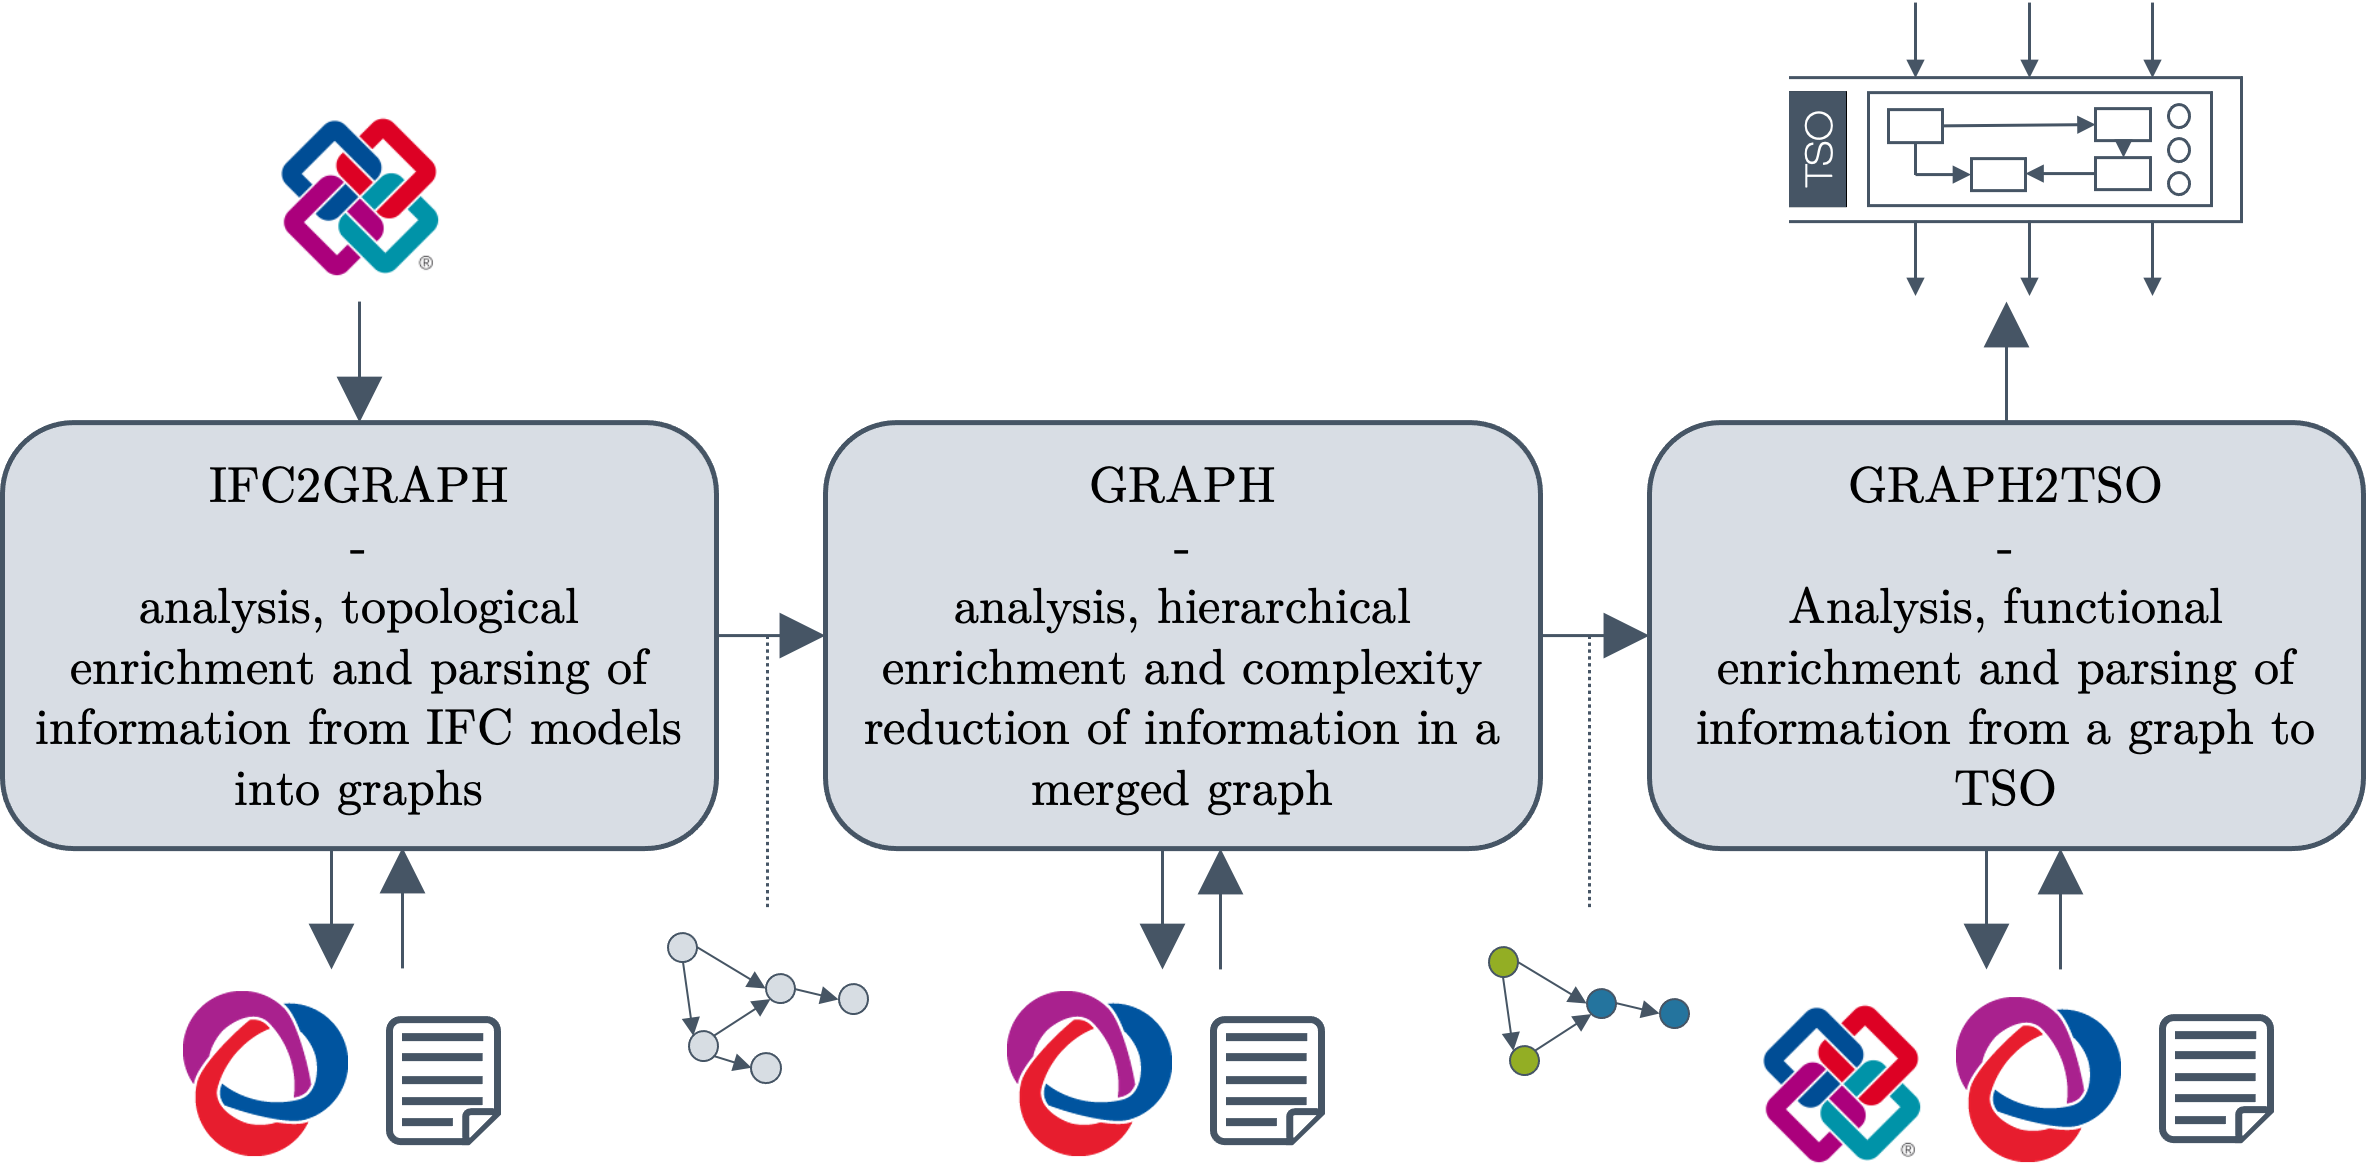 TSO
®
IFC2GRAPH
-
analysis, topological
enrichment and parsing of
information from IFC models
into graphs
GRAPH
-
analysis, hierarchical
enrichment and complexity
reduction of information in a
merged graph
GRAPH2TSO
-
Analysis, functional
enrichment and parsing of
information from a graph to
TSO
®